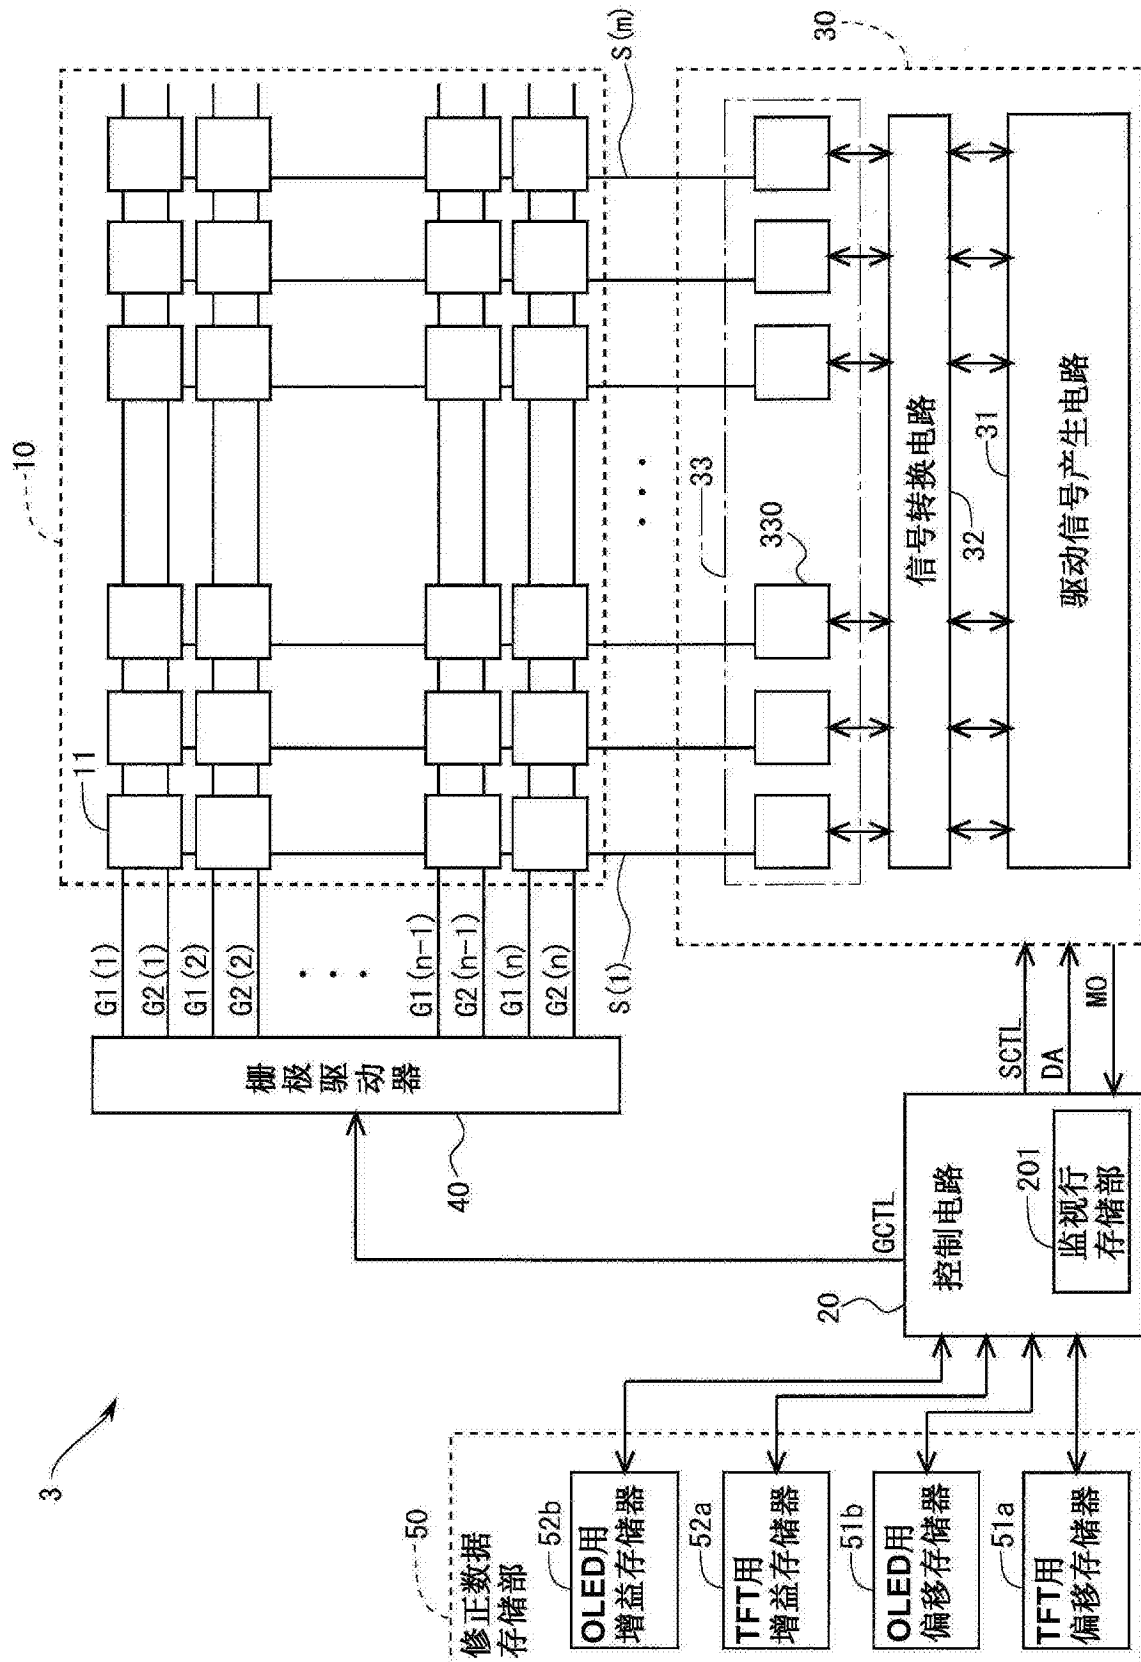 3
10
11
G1(1)
G2(1)
G1(2)
G2(2)
G1(n-1)
G2(n-1)
G1(n)
G2(n)
S(1)
S(m)
栅极驱动器
40
30
33
330
信号转换电路
32
31
驱动信号产生电路
GCTL
SCTL
DA
MO
20
控制电路
201
监视行
存储部
50
修正数据
存储部
52b
OLED用
增益存储器
52a
TFT用
增益存储器
51b
OLED用
偏移存储器
51a
TFT用
偏移存储器